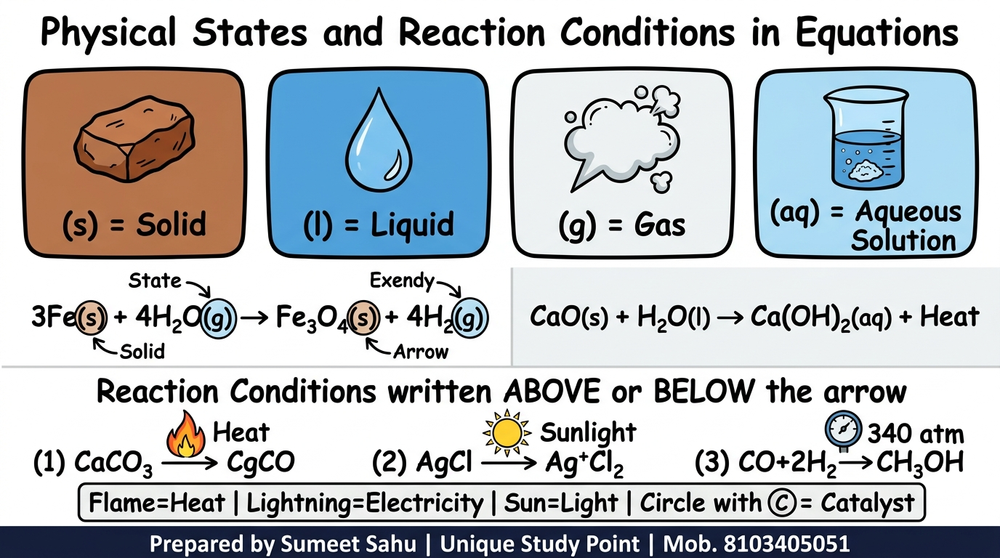 Physical States and Reaction Conditions in Equations
(s) = Solid
(l) = Liquid
(g) = Gas
(aq) = Aqueous
Solution
State
Exendy
3Fe(s) + 4H₂O(g) → Fe₃O₄(s) + 4H₂(g)
Solid
Arrow
CaO(s) + H₂O(l) → Ca(OH)₂(aq) + Heat
Reaction Conditions written ABOVE or BELOW the arrow
Heat
(1) CaCO₃ → CgCO
Sunlight
(2) AgCl → Ag⁺Cl₂
340 atm
(3) CO+2H₂ → CH₃OH
Flame=Heat | Lightning=Electricity | Sun=Light | Circle with Ⓒ = Catalyst
Prepared by Sumeet Sahu | Unique Study Point | Mob. 8103405051